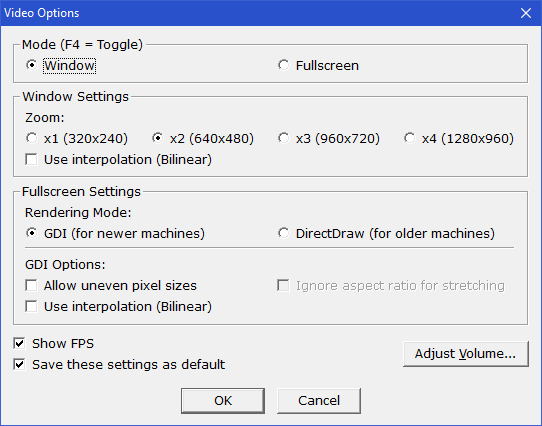 Video Options
Mode (F4 = Toggle)
Window Fullscreen
Window Settings
Zoom:
x1 (320x240) x2 (640x480) x3 (960x720) x4 (1280x960)
Use interpolation (Bilinear)
Fullscreen Settings
Rendering Mode:
GDI (for newer machines) DirectDraw (for older machines)
GDI Options:
Allow uneven pixel sizes Ignore aspect ratio for stretching
Use interpolation (Bilinear)
Show FPS
Save these settings as default
Adjust Volume...
OK Cancel